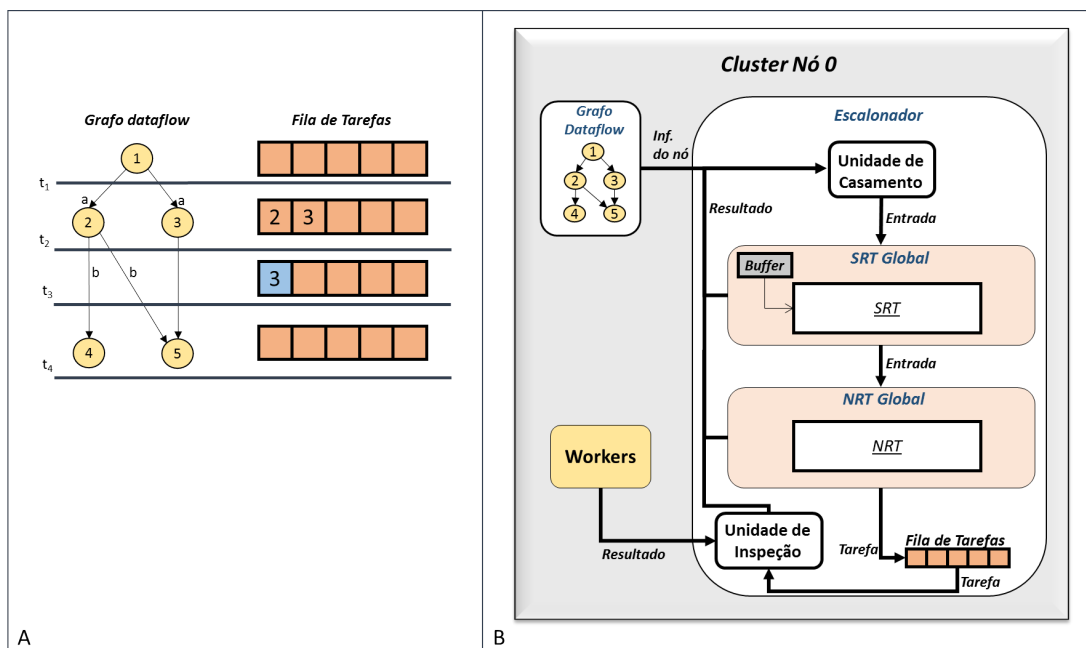 Grafo dataflow
Fila de Tarefas
1
t1
a
a
2
3
2
3
t2
b
b
3
t3
4
5
t4
A
Cluster Nó 0
Grafo
Dataflow
1
2
3
4
5
Inf.
do nó
Escalonador
Unidade de
Casamento
Resultado
Entrada
SRT Global
Buffer
SRT
Entrada
NRT Global
NRT
Workers
Unidade de
Inspeção
Resultado
Tarefa
Fila de Tarefas
Tarefa
B